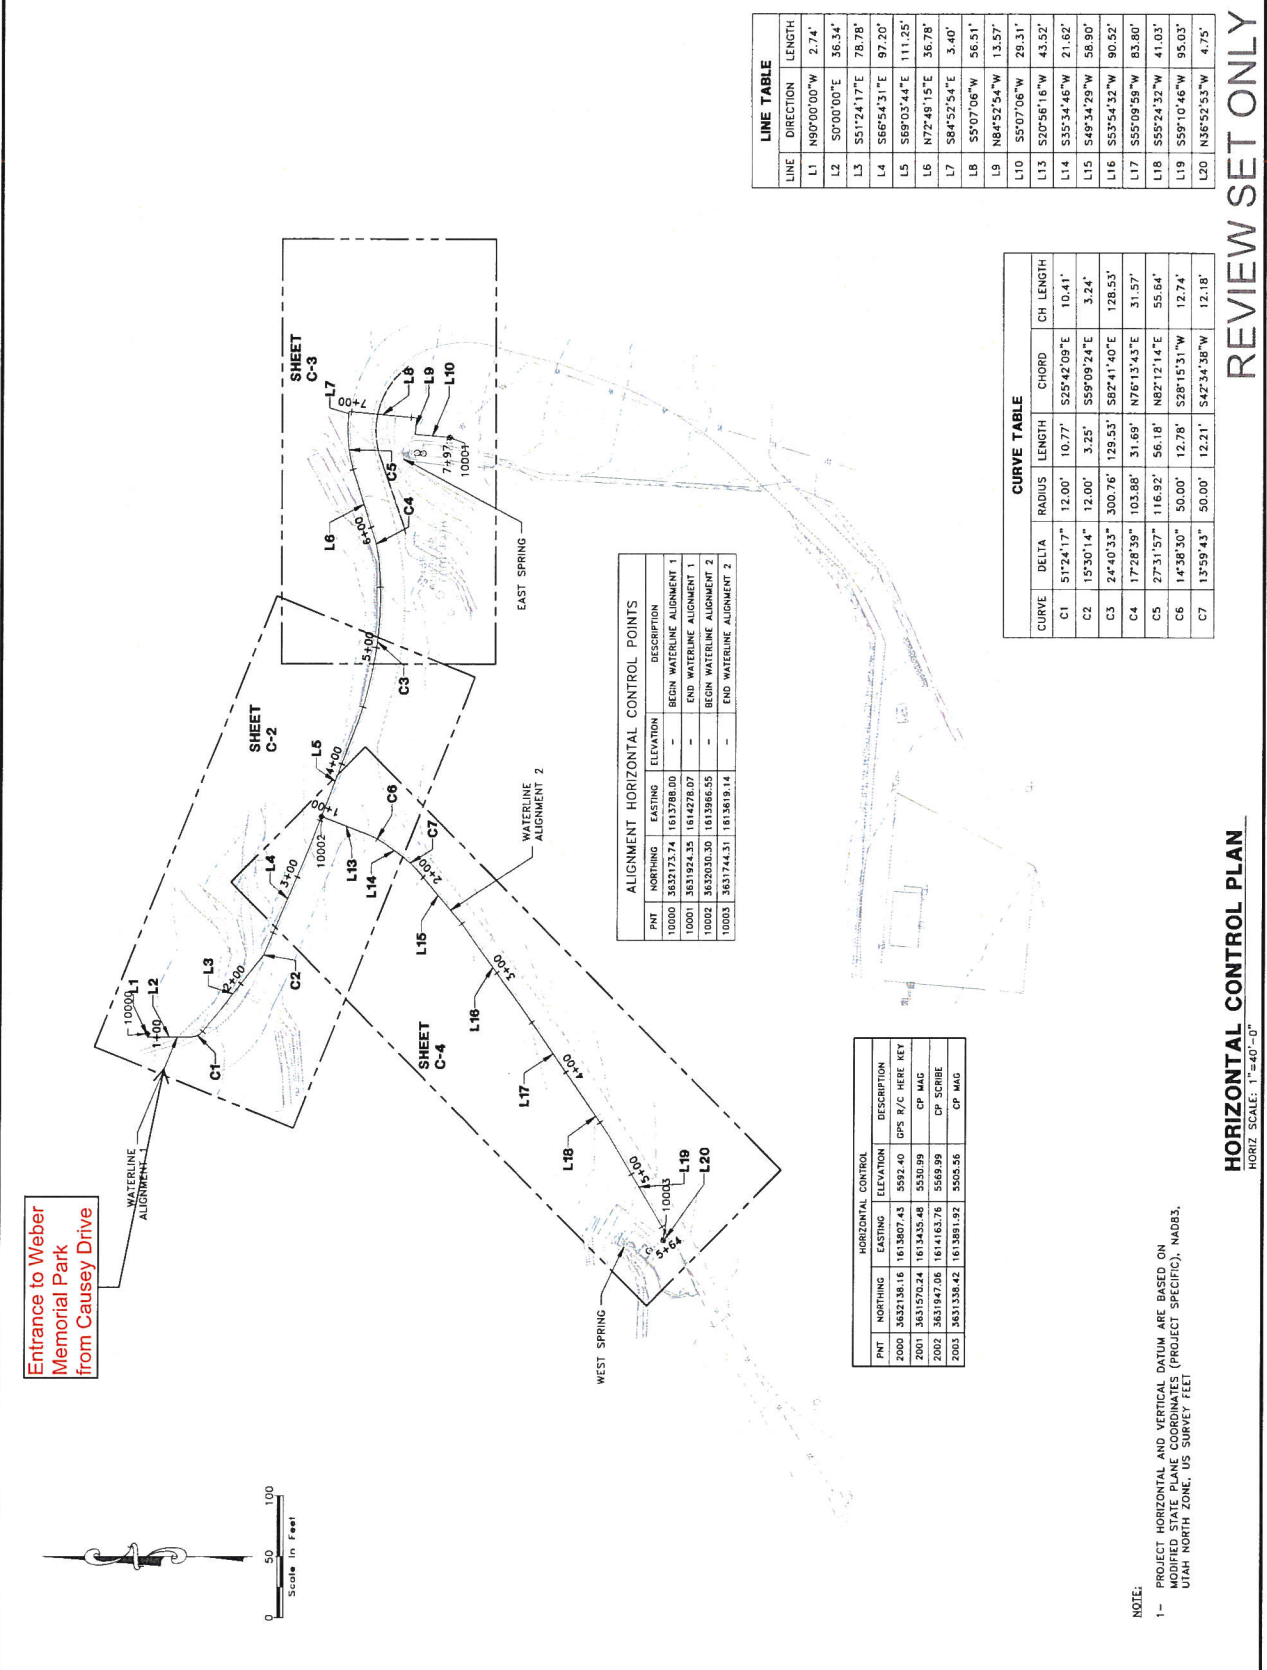 Entrance to Weber
Memorial Park
from Causey Drive
WATERLINE
ALIGNMENT 1
10000
L1
L2
1+00
C1
L3
2+00
C2
L4
3+00
10002
1+00
L5
4+00
SHEET
C-2
C3
5+00
SHEET
C-3
L6
6+00
C4
C5
L7
7+00
L8
L9
L10
7+97
10001
EAST SPRING
L13
C6
L14
C7
2+00
L15
WATERLINE
ALIGNMENT 2
L16
3+00
SHEET
C-4
L17
4+00
L18
5+00
L19
L20
10003
5+64
WEST SPRING
0 50 100
Scale in Feet
ALIGNMENT HORIZONTAL CONTROL POINTS
PNT NORTHING EASTING ELEVATION DESCRIPTION
10000 3632173.74 1613788.00 - BEGIN WATERLINE ALIGNMENT 1
10001 3631924.35 1614278.07 - END WATERLINE ALIGNMENT 1
10002 3632030.30 1613966.55 - BEGIN WATERLINE ALIGNMENT 2
10003 3631744.31 1613619.14 - END WATERLINE ALIGNMENT 2
HORIZONTAL CONTROL
PNT NORTHING EASTING ELEVATION DESCRIPTION
2000 3632138.16 1613807.43 5592.40 GPS R/C HERE KEY
2001 3631570.24 1613435.48 5530.99 CP MAG
2002 3631947.06 1614163.76 5569.99 CP SCRIBE
2003 3631338.42 1613891.92 5505.56 CP MAG
LINE TABLE
LINE DIRECTION LENGTH
L1 N90°00'00"W 2.74'
L2 S0°00'00"E 36.34'
L3 S51°24'17"E 78.78'
L4 S66°54'31"E 97.20'
L5 S69°03'44"E 111.25'
L6 N72°49'15"E 36.78'
L7 S84°52'54"E 3.40'
L8 S5°07'06"W 56.51'
L9 N84°52'54"W 13.57'
L10 S5°07'06"W 29.31'
L13 S20°56'16"W 43.52'
L14 S35°34'46"W 21.62'
L15 S49°34'29"W 58.90'
L16 S53°54'32"W 90.52'
L17 S55°09'59"W 83.80'
L18 S55°24'32"W 41.03'
L19 S59°10'46"W 95.03'
L20 N36°52'53"W 4.75'
CURVE TABLE
CURVE DELTA RADIUS LENGTH CHORD CH LENGTH
C1 51°24'17" 12.00' 10.77' S25°42'09"E 10.41'
C2 15°30'14" 12.00' 3.25' S59°09'24"E 3.24'
C3 24°40'33" 300.76' 129.53' S82°41'40"E 128.53'
C4 17°28'39" 103.88' 31.69' N76°13'43"E 31.57'
C5 27°31'57" 116.92' 56.18' N82°12'14"E 55.64'
C6 14°38'30" 50.00' 12.78' S28°15'31"W 12.74'
C7 13°59'43" 50.00' 12.21' S42°34'38"W 12.18'
NOTE:
1- PROJECT HORIZONTAL AND VERTICAL DATUM ARE BASED ON
MODIFIED STATE PLANE COORDINATES (PROJECT SPECIFIC), NAD83,
UTAH NORTH ZONE, US SURVEY FEET
HORIZONTAL CONTROL PLAN
HORIZ SCALE: 1"=40'-0"
REVIEW SET ONLY